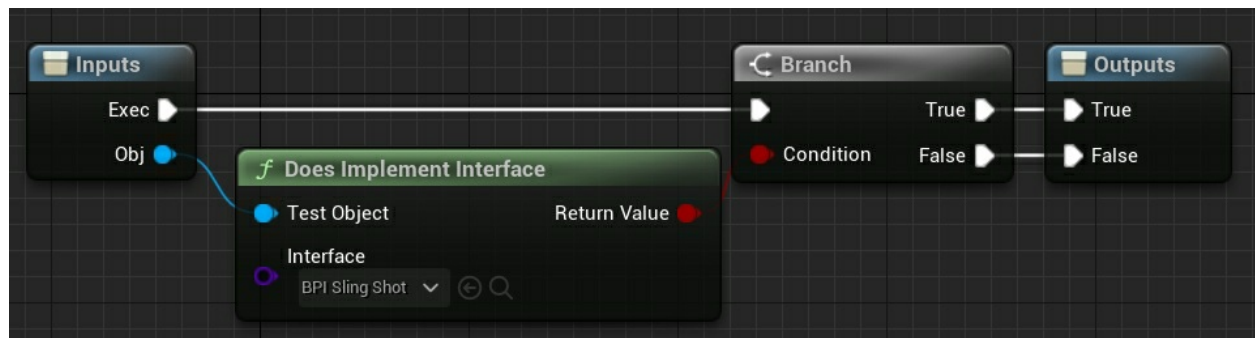 Inputs
Exec
Obj
f Does Implement Interface
Test Object
Return Value
Interface
BPI Sling Shot
Branch
True
Condition
False
Outputs
True
False